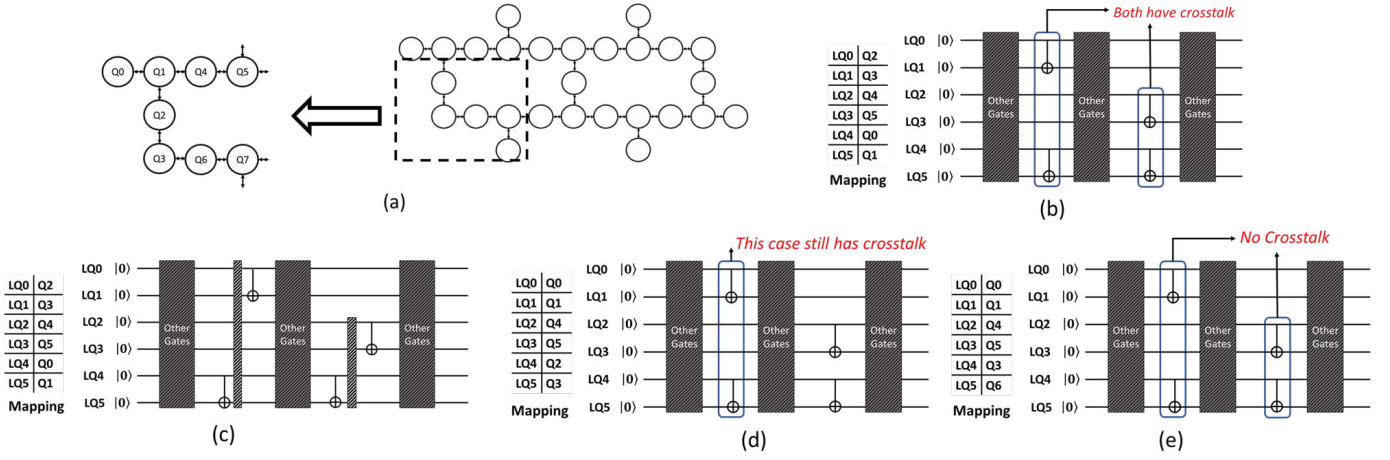 Q0 Q1 Q4 Q5
Q2
Q3 Q6 Q7
(a)
Both have crosstalk
LQ0 Q2
LQ1 Q3
LQ2 Q4
LQ3 Q5
LQ4 Q0
LQ5 Q1
Mapping
LQ0 |0⟩
LQ1 |0⟩
LQ2 |0⟩
LQ3 |0⟩
LQ4 |0⟩
LQ5 |0⟩
Other
Gates
Other
Gates
Other
Gates
(b)
LQ0 Q2
LQ1 Q3
LQ2 Q4
LQ3 Q5
LQ4 Q0
LQ5 Q1
Mapping
LQ0 |0⟩
LQ1 |0⟩
LQ2 |0⟩
LQ3 |0⟩
LQ4 |0⟩
LQ5 |0⟩
Other
Gates
Other
Gates
Other
Gates
(c)
This case still has crosstalk
LQ0 Q0
LQ1 Q1
LQ2 Q4
LQ3 Q5
LQ4 Q2
LQ5 Q3
Mapping
LQ0 |0⟩
LQ1 |0⟩
LQ2 |0⟩
LQ3 |0⟩
LQ4 |0⟩
LQ5 |0⟩
Other
Gates
Other
Gates
Other
Gates
(d)
No Crosstalk
LQ0 Q0
LQ1 Q1
LQ2 Q4
LQ3 Q5
LQ4 Q3
LQ5 Q6
Mapping
LQ0 |0⟩
LQ1 |0⟩
LQ2 |0⟩
LQ3 |0⟩
LQ4 |0⟩
LQ5 |0⟩
Other
Gates
Other
Gates
Other
Gates
(e)